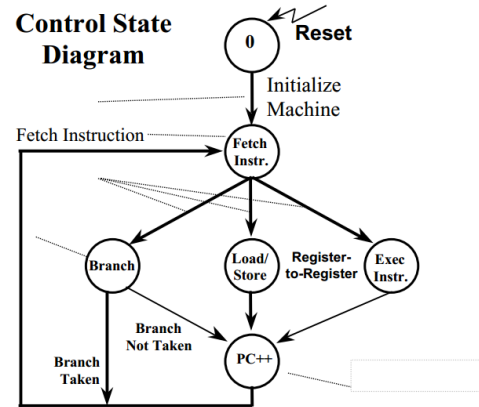 Control State
Diagram
0
Reset
Initialize
Machine
Fetch Instruction
Fetch
Instr.
Branch
Load/
Store
Register-
to-Register
Exec
Instr.
Branch
Not Taken
Branch
Taken
PC++